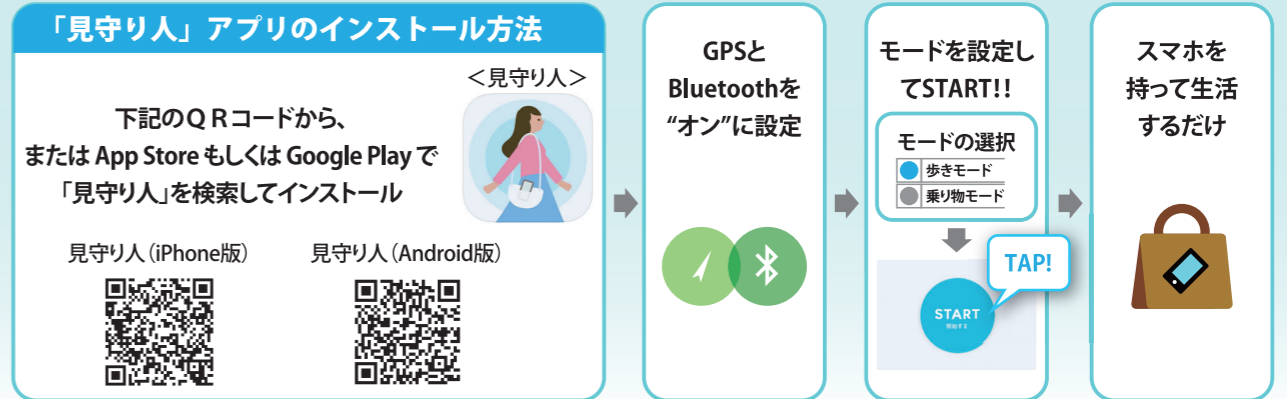 「見守り人」アプリのインストール方法
＜見守り人＞
下記のＱＲコードから、
または App Store もしくは Google Play で
「見守り人」を検索してインストール
見守り人（iPhone版）
見守り人（Android版）
GPSと
Bluetoothを
“オン”に設定
モードを設定し
てSTART!!
モードの選択
歩きモード
乗り物モード
TAP!
START
開始する
スマホを
持って生活
するだけ